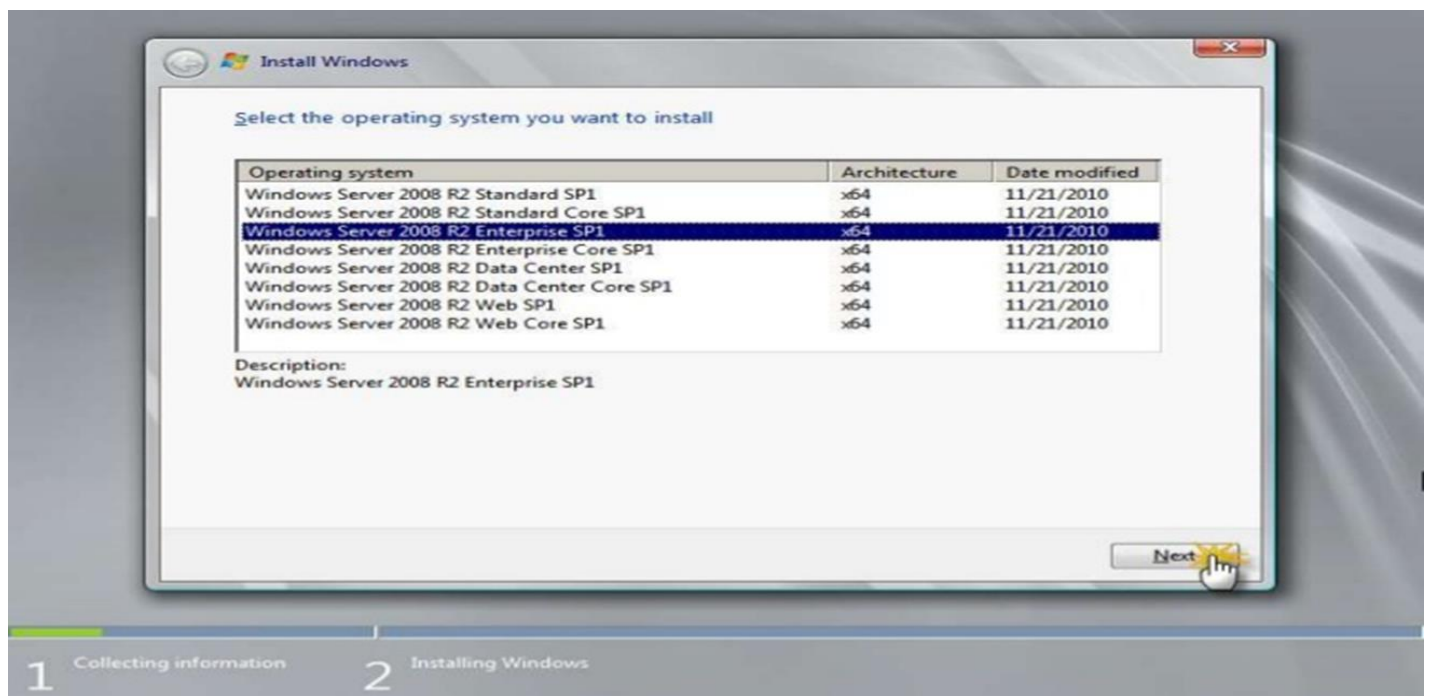 Install Windows
Select the operating system you want to install
Operating system Architecture Date modified
Windows Server 2008 R2 Standard SP1 x64 11/21/2010
Windows Server 2008 R2 Standard Core SP1 x64 11/21/2010
Windows Server 2008 R2 Enterprise SP1 x64 11/21/2010
Windows Server 2008 R2 Enterprise Core SP1 x64 11/21/2010
Windows Server 2008 R2 Data Center SP1 x64 11/21/2010
Windows Server 2008 R2 Data Center Core SP1 x64 11/21/2010
Windows Server 2008 R2 Web SP1 x64 11/21/2010
Windows Server 2008 R2 Web Core SP1 x64 11/21/2010
Description:
Windows Server 2008 R2 Enterprise SP1
Next
1 Collecting information 2 Installing Windows